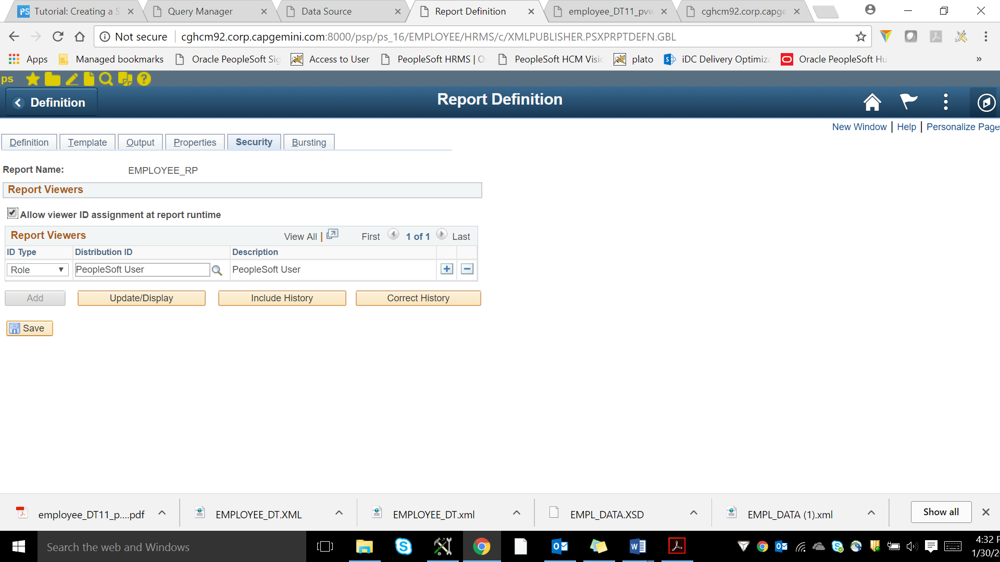 PS Tutorial: Creating a S
Query Manager
Data Source
Report Definition
employee_DT11_pvw
cghcm92.corp.capge
Not secure
cghcm92.corp.capgemini.com:8000/psp/ps_16/EMPLOYEE/HRMS/c/XMLPUBLISHER.PSXPRPTDEFN.GBL
Apps
Managed bookmarks
Oracle PeopleSoft Sig
Access to User
PeopleSoft HRMS | O
PeopleSoft HCM Visio
plato
iDC Delivery Optimiza
Oracle PeopleSoft Hu
»
ps
Definition
Report Definition
New Window | Help | Personalize Page
Definition
Template
Output
Properties
Security
Bursting
Report Name: EMPLOYEE_RP
Report Viewers
Allow viewer ID assignment at report runtime
Report Viewers View All | First 1 of 1 Last
ID Type Distribution ID Description
Role PeopleSoft User PeopleSoft User
Add Update/Display Include History Correct History
Save
employee_DT11_p....pdf
EMPLOYEE_DT.XML
EMPLOYEE_DT.xml
EMPL_DATA.XSD
EMPL_DATA (1).xml
Show all
Search the web and Windows
4:32 P
1/30/2